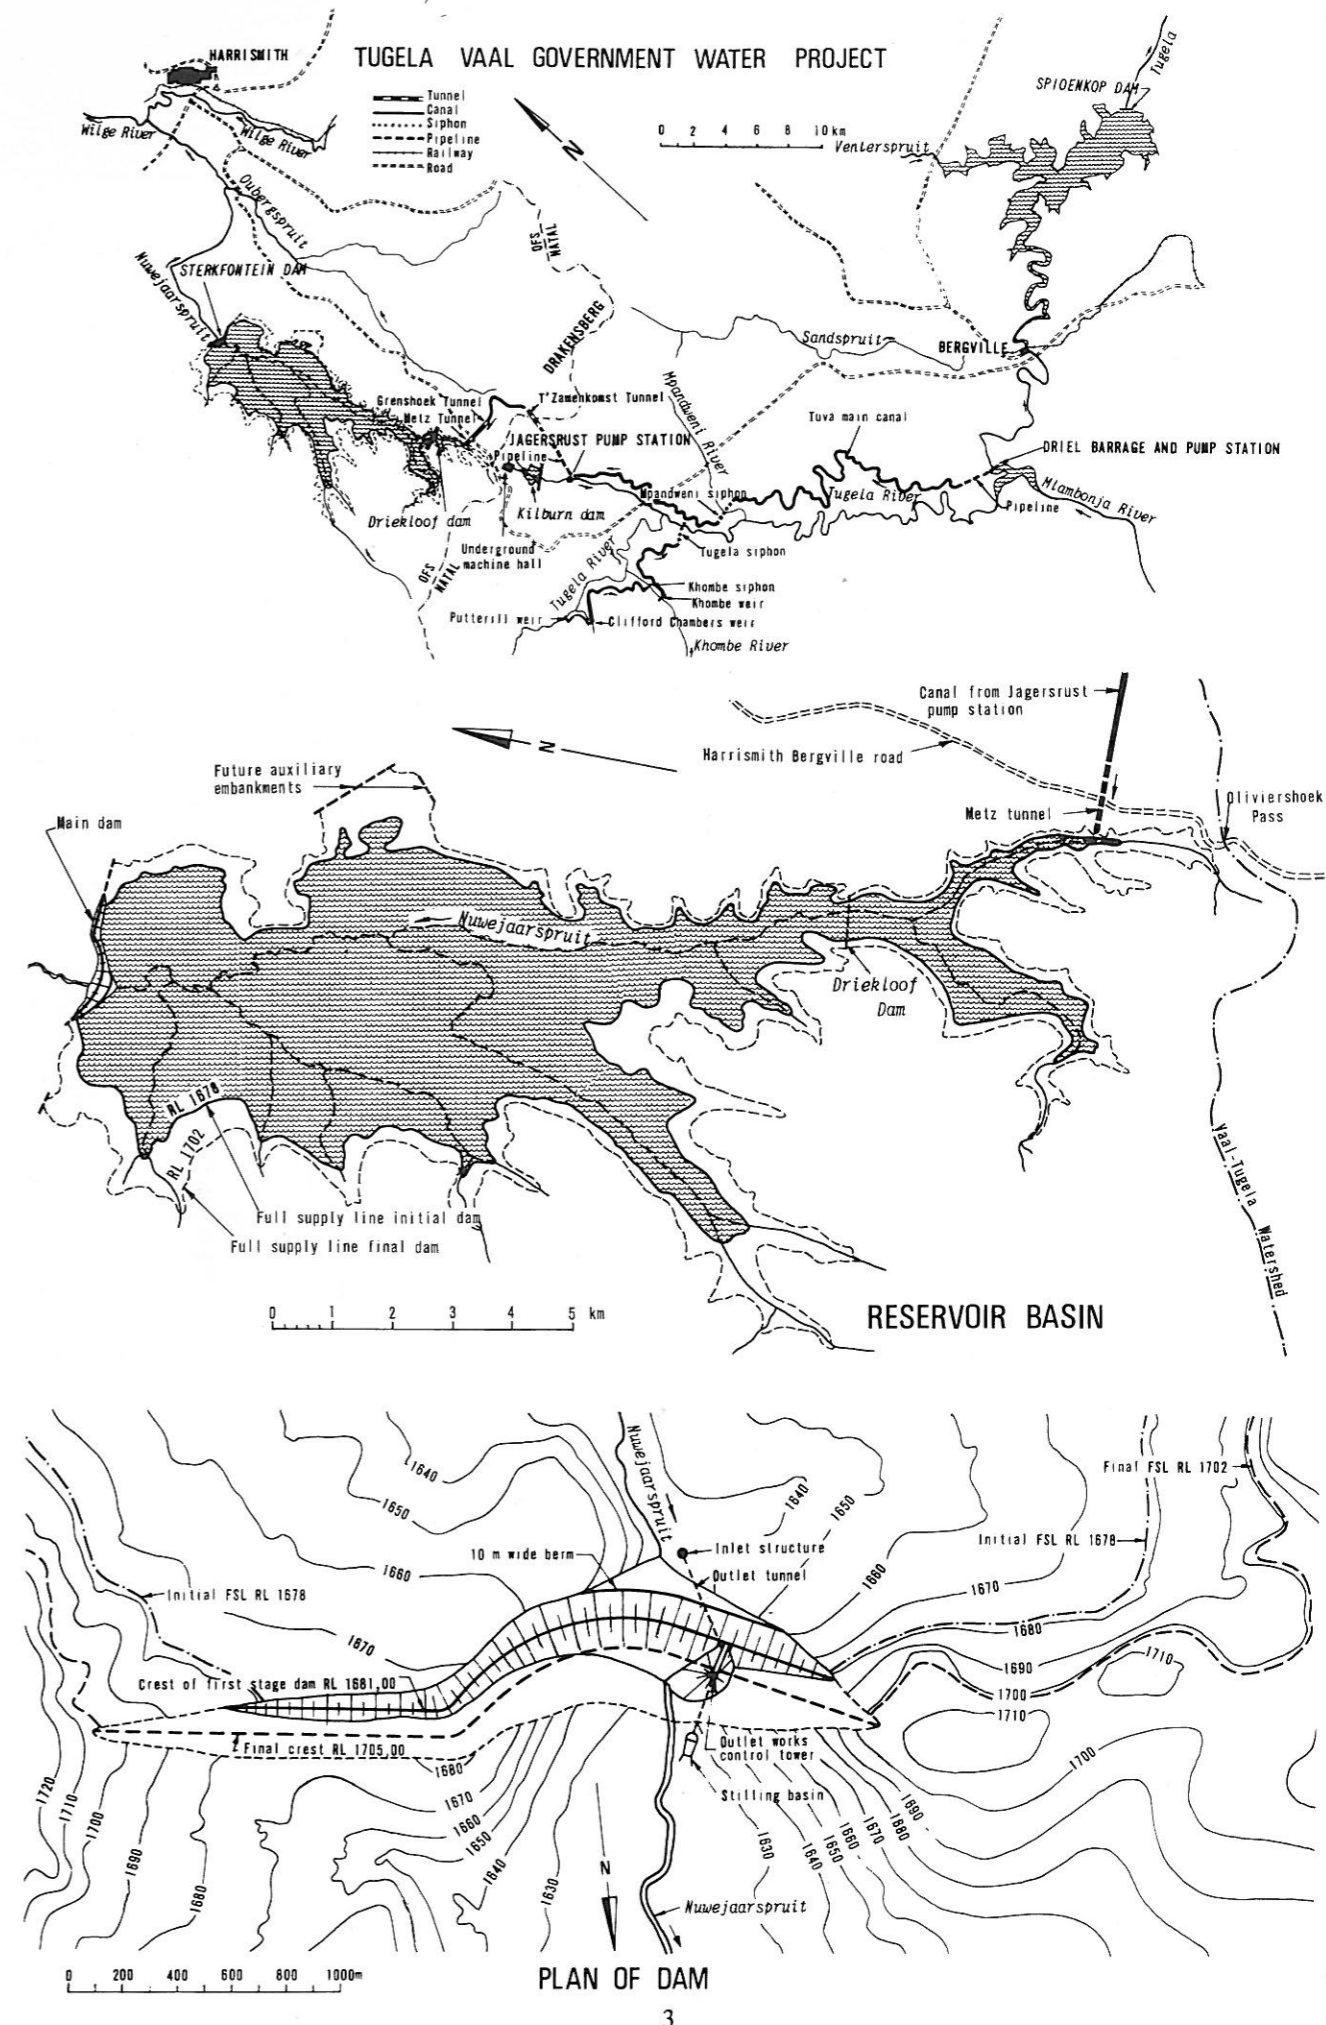 TUGELA VAAL GOVERNMENT WATER PROJECT
HARRISMITH
Tunnel
Canal
Siphon
Pipeline
Railway
Road
N
0 2 4 6 8 10 km
Tugela
SPIOENKOP DAM
Venterspruit
Wilge River
Wilge River
Oubergspruit
OFS
NATAL
Nuwejaarspruit
STERKFONTEIN DAM
DRAKENSBERG
Sandspruit
BERGVILLE
Mpandweni River
Grenshoek Tunnel
T'Zamenkomst Tunnel
Metz Tunnel
Tuva main canal
JAGERSRUST PUMP STATION
Pipeline
DRIEL BARRAGE AND PUMP STATION
Mpandweni siphon
Tugela River
Mlambonja River
Pipeline
Driekloof dam
Kilburn dam
Underground
machine hall
Tugela siphon
OFS
NATAL
Tugela River
Khombe siphon
Khombe weir
Putterill weir
Clifford Chambers weir
Khombe River
Canal from Jagersrust
pump station
N
Harrismith Bergville road
Future auxiliary
embankments
Metz tunnel
Oliviershoek
Pass
Main dam
Nuwejaarspruit
Driekloof
Dam
RL 1678
RL 1702
Vaal-Tugela Watershed
Full supply line initial dam
Full supply line final dam
0 1 2 3 4 5 km
RESERVOIR BASIN
Nuwejaarspruit
1640
1650
1660
1670
1640
1650
1660
1670
1680
1690
1700
1710
1710
1700
Final FSL RL 1702
Initial FSL RL 1678
Inlet structure
Outlet tunnel
10 m wide berm
Initial FSL RL 1678
Crest of first stage dam RL 1681,00
Final crest RL 1705,00
Outlet works
control tower
Stilling basin
1720
1710
1700
1690
1680
1680
1670
1660
1650
1640
1630
1630
1640
1650
1660
1670
1680
1690
N
Nuwejaarspruit
0 200 400 600 800 1000m
PLAN OF DAM
3